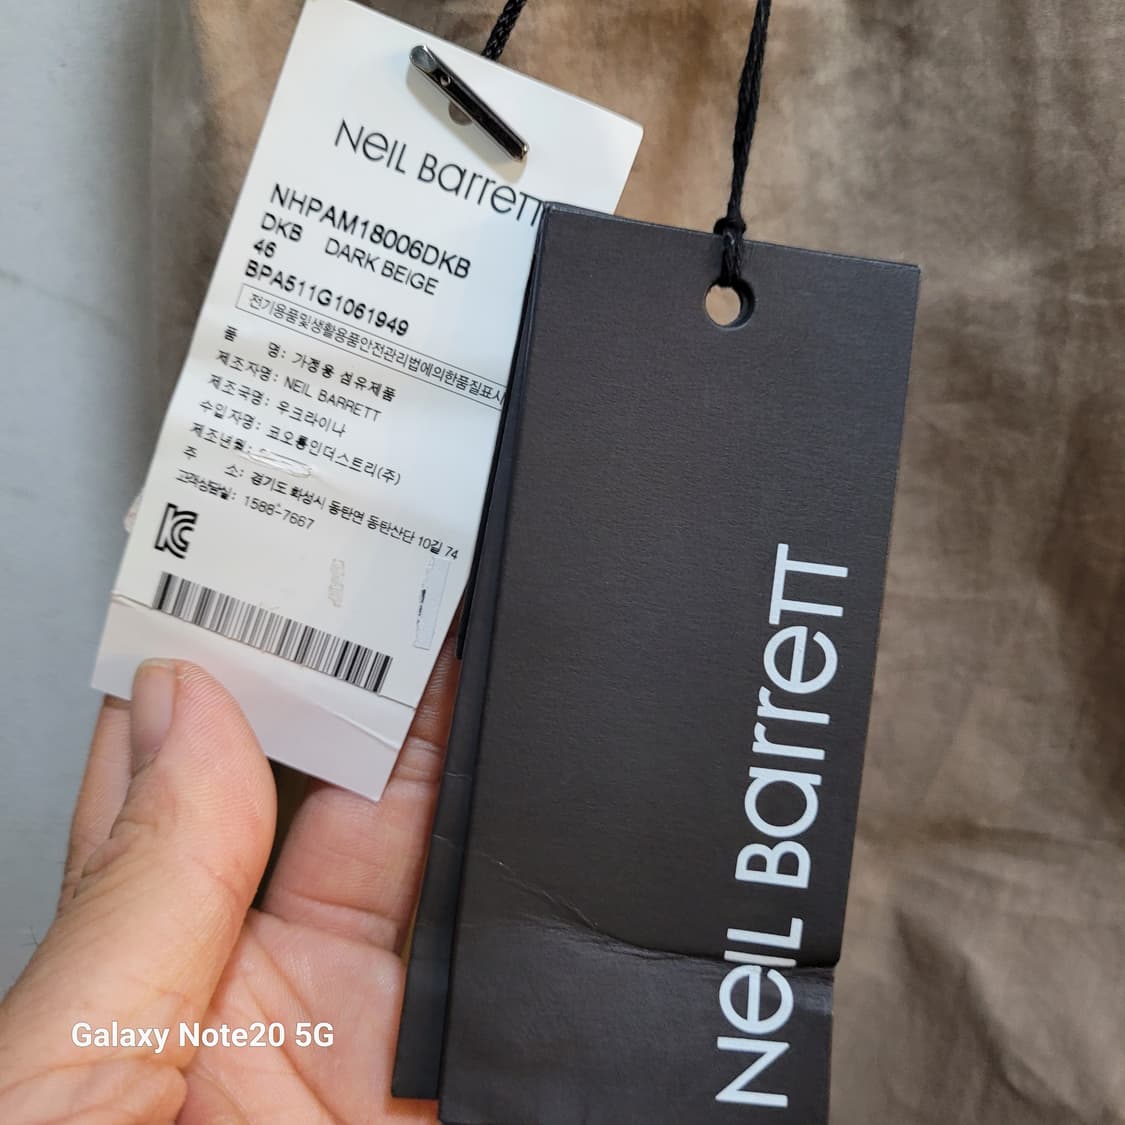 Neil Barrett
NHPAM18006DKB
DKB DARK BEIGE
46
BPA511G1061949
전기용품및생활용품안전관리법에의한품질표시
품 명: 가정용 섬유제품
제조자명: NEIL BARRETT
제조국명: 우크라이나
수입자명: 코오롱인더스트리(주)
제조년월:
주 소: 경기도 화성시 동탄면 동탄산단 10길 74
고객상담실: 1588-7667
KC
Neil Barrett
Galaxy Note20 5G